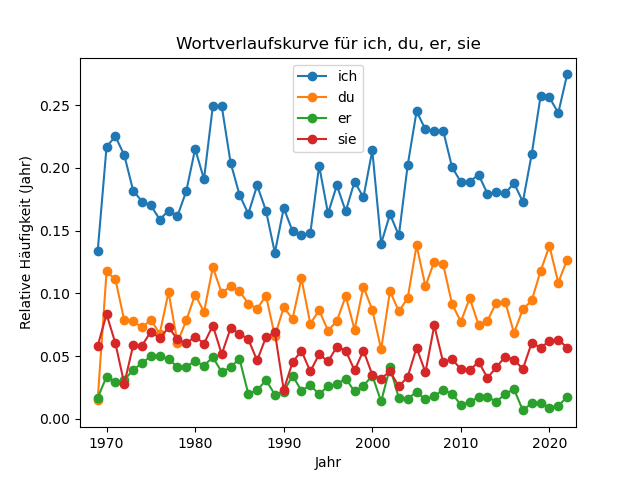 Wortverlaufskurve für ich, du, er, sie
ich
du
er
sie
Relative Häufigkeit (Jahr)
0.25
0.20
0.15
0.10
0.05
0.00
1970 1980 1990 2000 2010 2020
Jahr